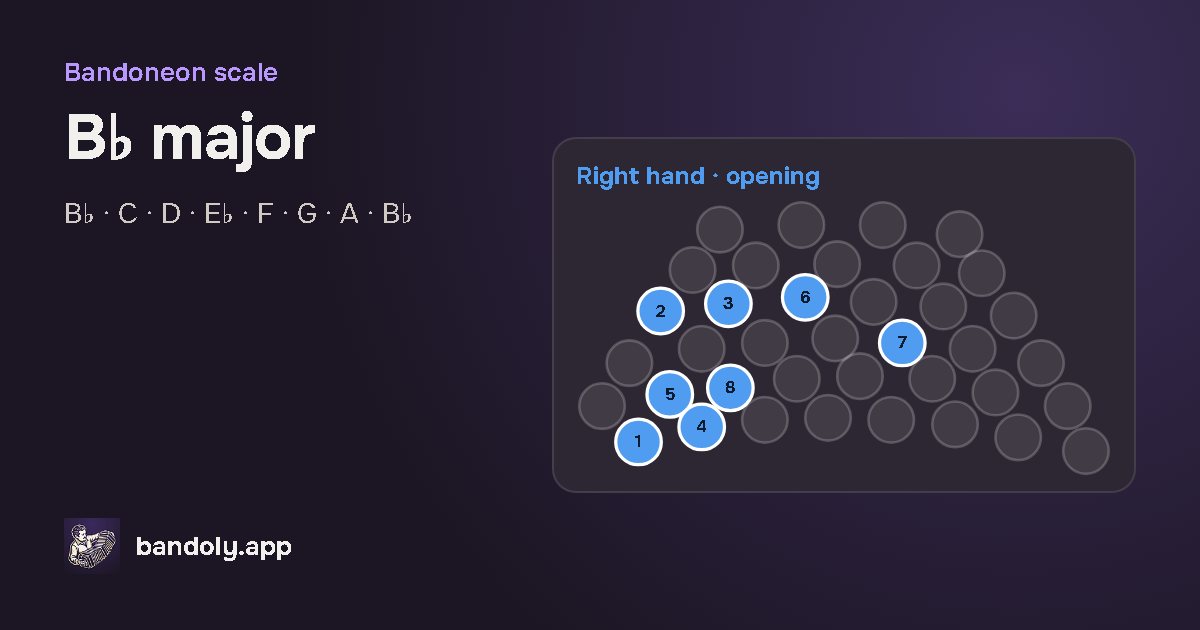 Bandoneon scale
B♭ major
B♭ · C · D · E♭ · F · G · A · B♭
Right hand · opening
2 3 6
7
5 8
1 4
bandoly.app